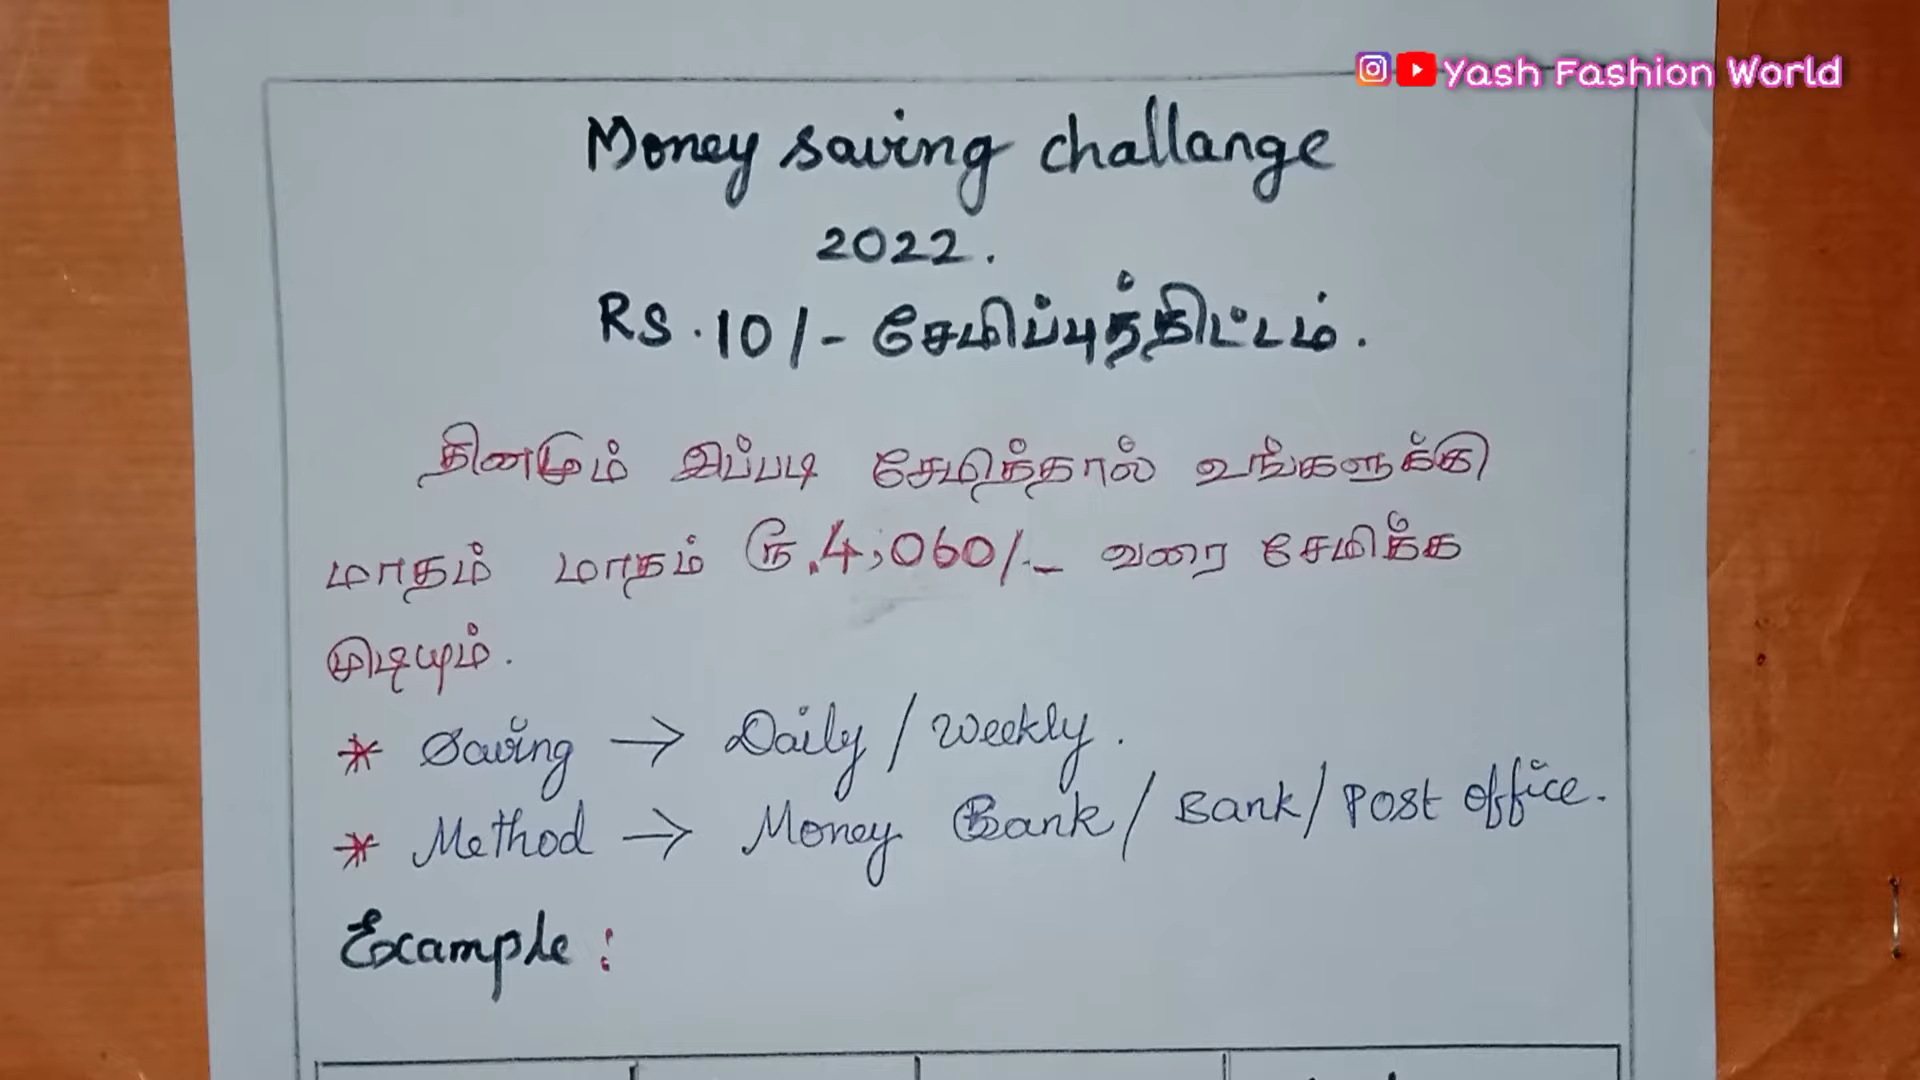 Yash Fashion World
Money saving challange
2022.
RS.10/- சேமிப்புத்திட்டம்.
தினமும் இப்படி சேமித்தால் உங்களுக்கு
மாதம் மாதம் ரூ.4,060/- வரை சேமிக்க
முடியும்.
* Saving → Daily / Weekly.
* Method → Money Bank / Bank / Post office.
Example :